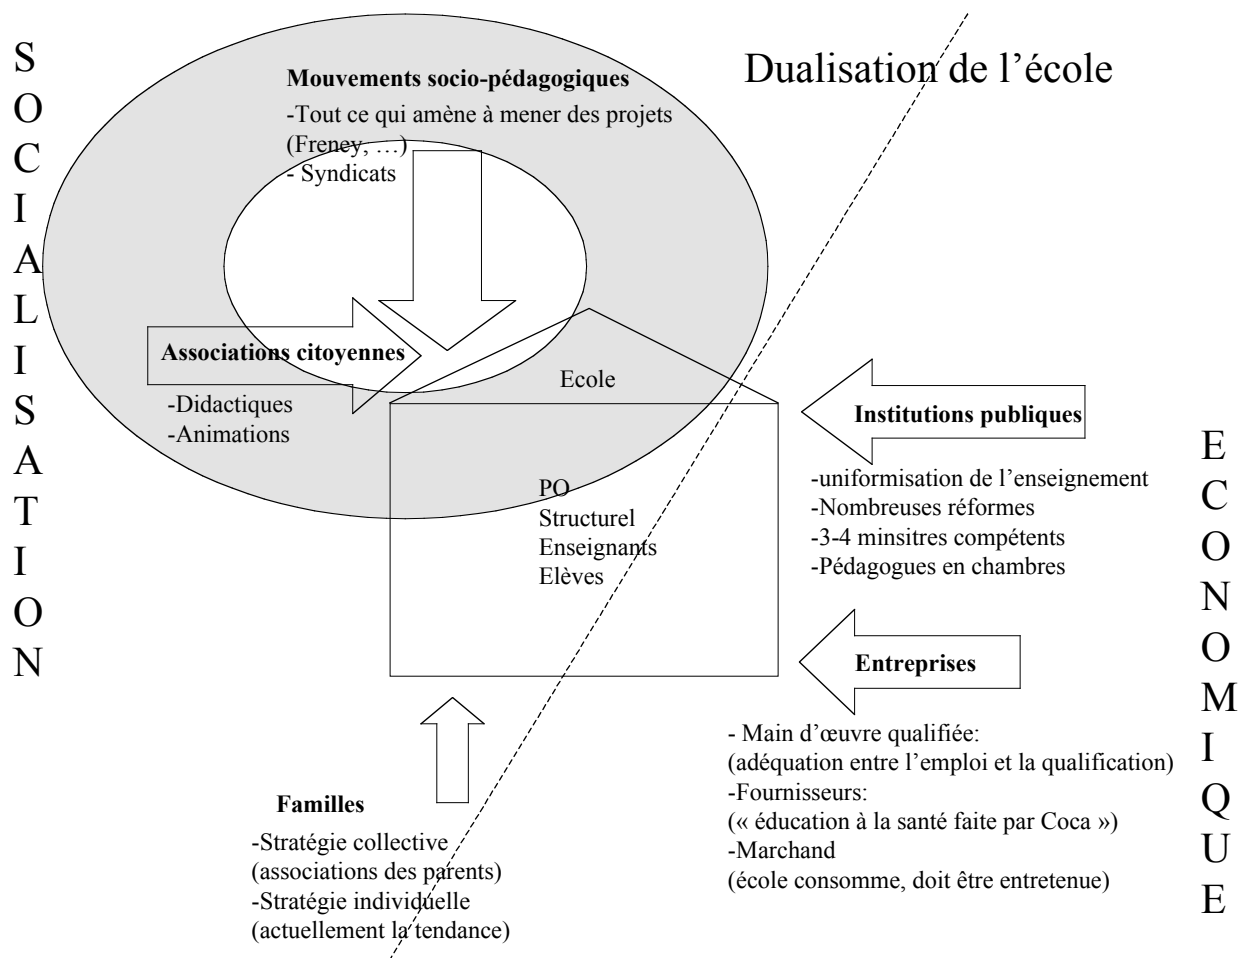 Dualisation de l’école
SOCIALISATION
Mouvements socio-pédagogiques
-Tout ce qui amène à mener des projets
(Freney, …)
- Syndicats
Associations citoyennes
-Didactiques
-Animations
Ecole
PO
Structurel
Enseignants
Elèves
Institutions publiques
-uniformisation de l’enseignement
-Nombreuses réformes
-3-4 minsitres compétents
-Pédagogues en chambres
Entreprises
- Main d’œuvre qualifiée:
(adéquation entre l’emploi et la qualification)
-Fournisseurs:
(« éducation à la santé faite par Coca »)
-Marchand
(école consomme, doit être entretenue)
Familles
-Stratégie collective
(associations des parents)
-Stratégie individuelle
(actuellement la tendance)
ECONOMIQUE